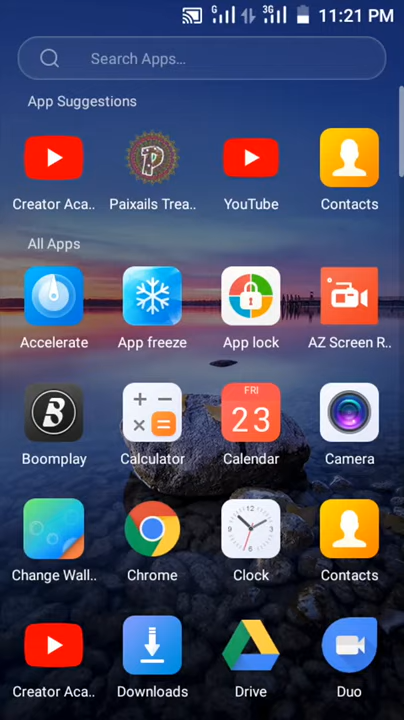 G 3G 11:21 PM
Search Apps…
App Suggestions
Creator Aca.. Paixails Trea.. YouTube Contacts
All Apps
Accelerate App freeze App lock AZ Screen R..
FRI
23
Boomplay Calculator Calendar Camera
12
Change Wall.. Chrome Clock Contacts
Creator Aca.. Downloads Drive Duo